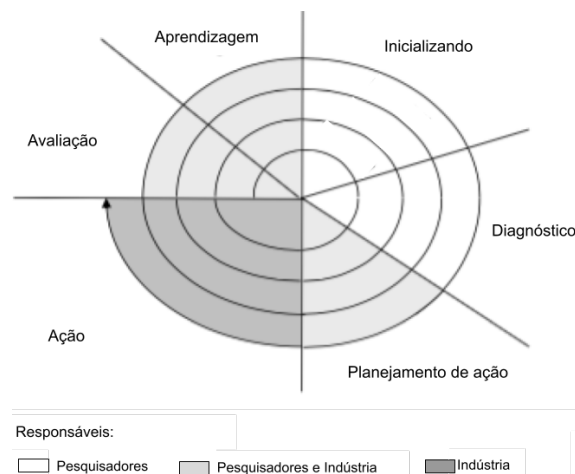 Aprendizagem
Inicializando
Avaliação
Diagnóstico
Ação
Planejamento de ação
Responsáveis:
Pesquisadores
Pesquisadores e Indústria
Indústria